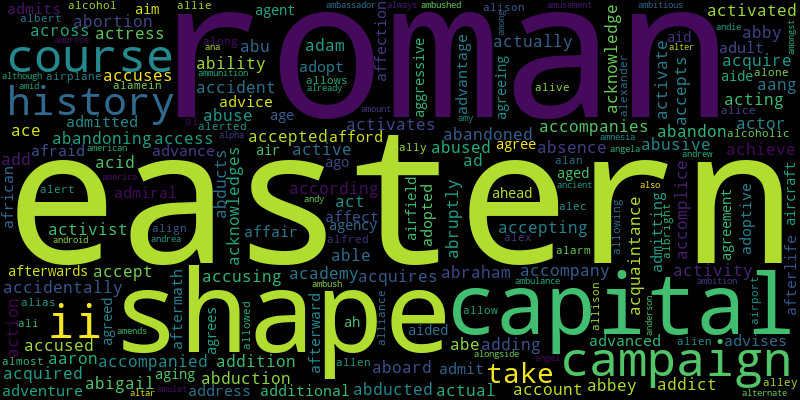 admits alcohol allie agent ambassador ambushed always amusement ambitious
albert abortion aim roman along affection alison among andie amongst activated
across actress abu adam aggressive advantage actually acknowledge alexander aid alter abby
course accuses ability ana adopt allows agreeing activate accepts aide adult acquire alone
although airplane ambrose ammunition already alive alice acting aang
amid alamein accident advice amount
history abuse age activates amy accompanies abandon actor alcoholic
ace admitted alerted alpha acceptedafford abandoned amnesia
abandoning access air active ally abused agree absence angela abusive achieve
add afraid american acid advance abducts acknowledges ago ad alan andrew accomplice
african alert america admiral according airfield adopted abruptly aged ahead ancient alec also agreement adoptive aircraft
eastern
activist align andy act affect alfred agency accepting allowing admitting albright
android andrea affair able alex alarm acquaintance afterlife
afterwards accept accusing academy acquires abraham accompany activity
accidentally aftermath ambush ambulance allison ambition airport
action alias ii agreed amends shape allowed afterward alliance capital allow anderson
ali agrees ah aided abe adding advanced alien advises
accused almost aaron accompanied addition allen aboard admit alongside angel campaign
acquired aging abduction take addict alley
adventure abigail altar amulet address additional abducted actual account abbey alternate